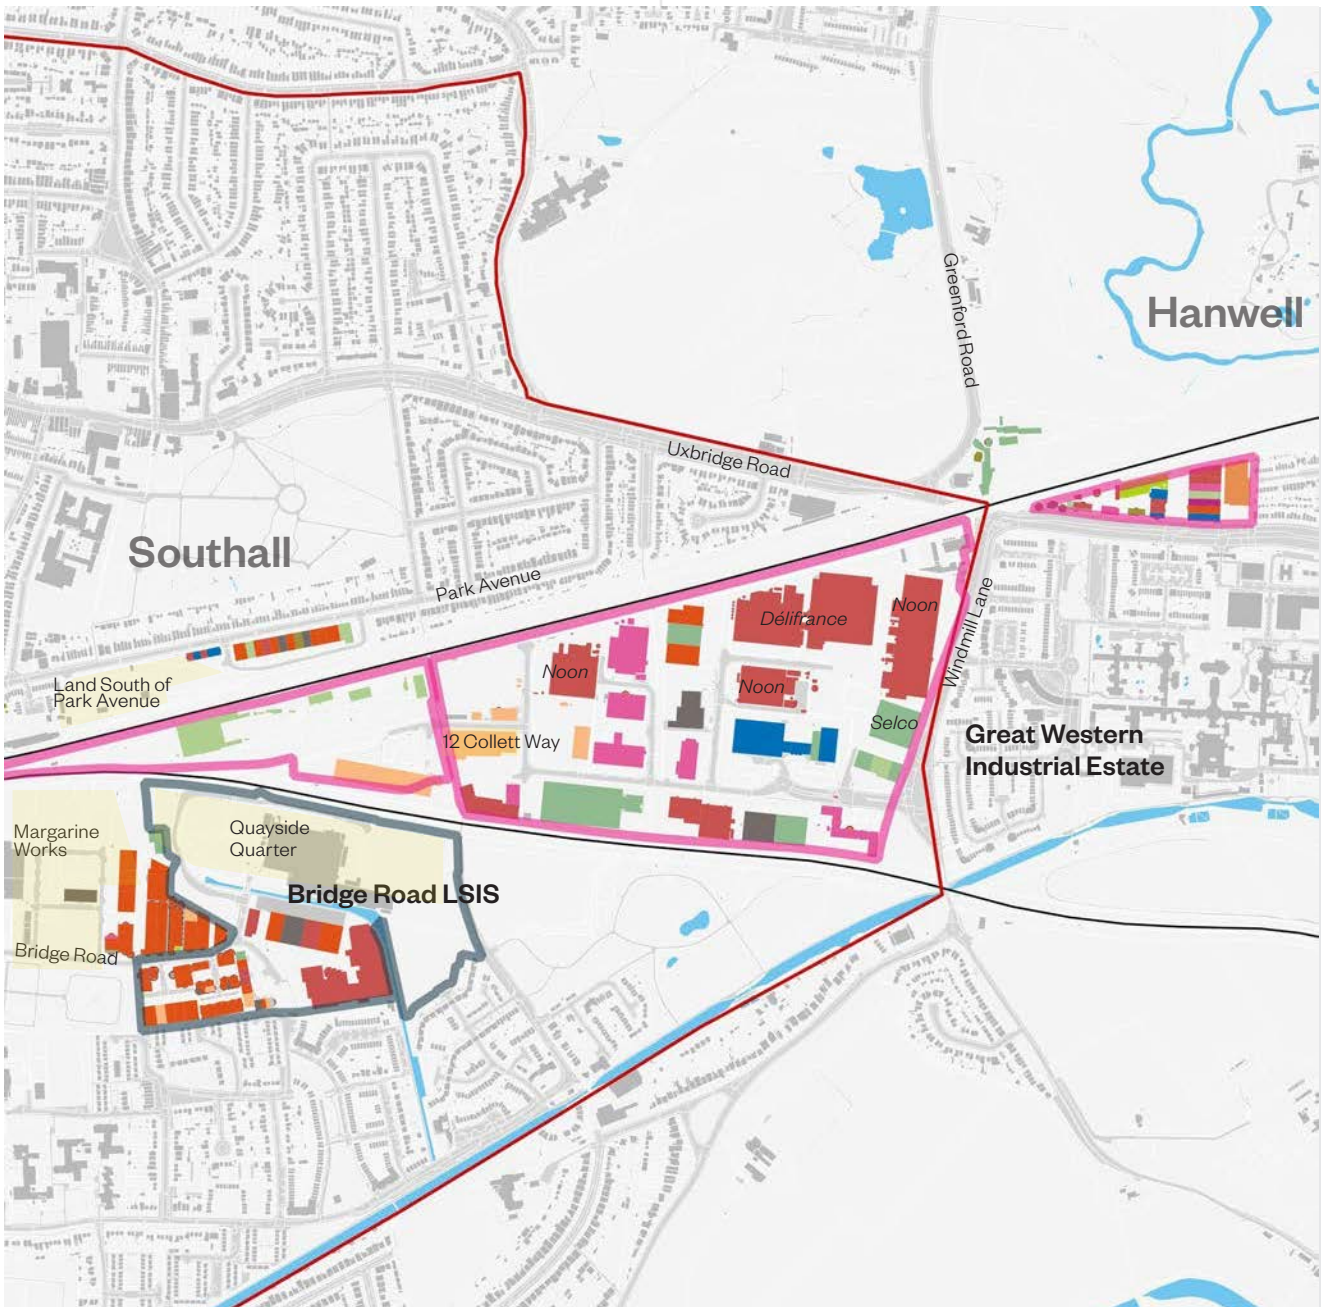 Hanwell
Greenford Road
Uxbridge Road
Southall
Park Avenue
Windmill Lane
Délifrance
Noon
Noon
Noon
Land South of
Park Avenue
Selco
12 Collett Way
Great Western
Industrial Estate
Margarine
Works
Quayside
Quarter
Bridge Road LSIS
Bridge Road